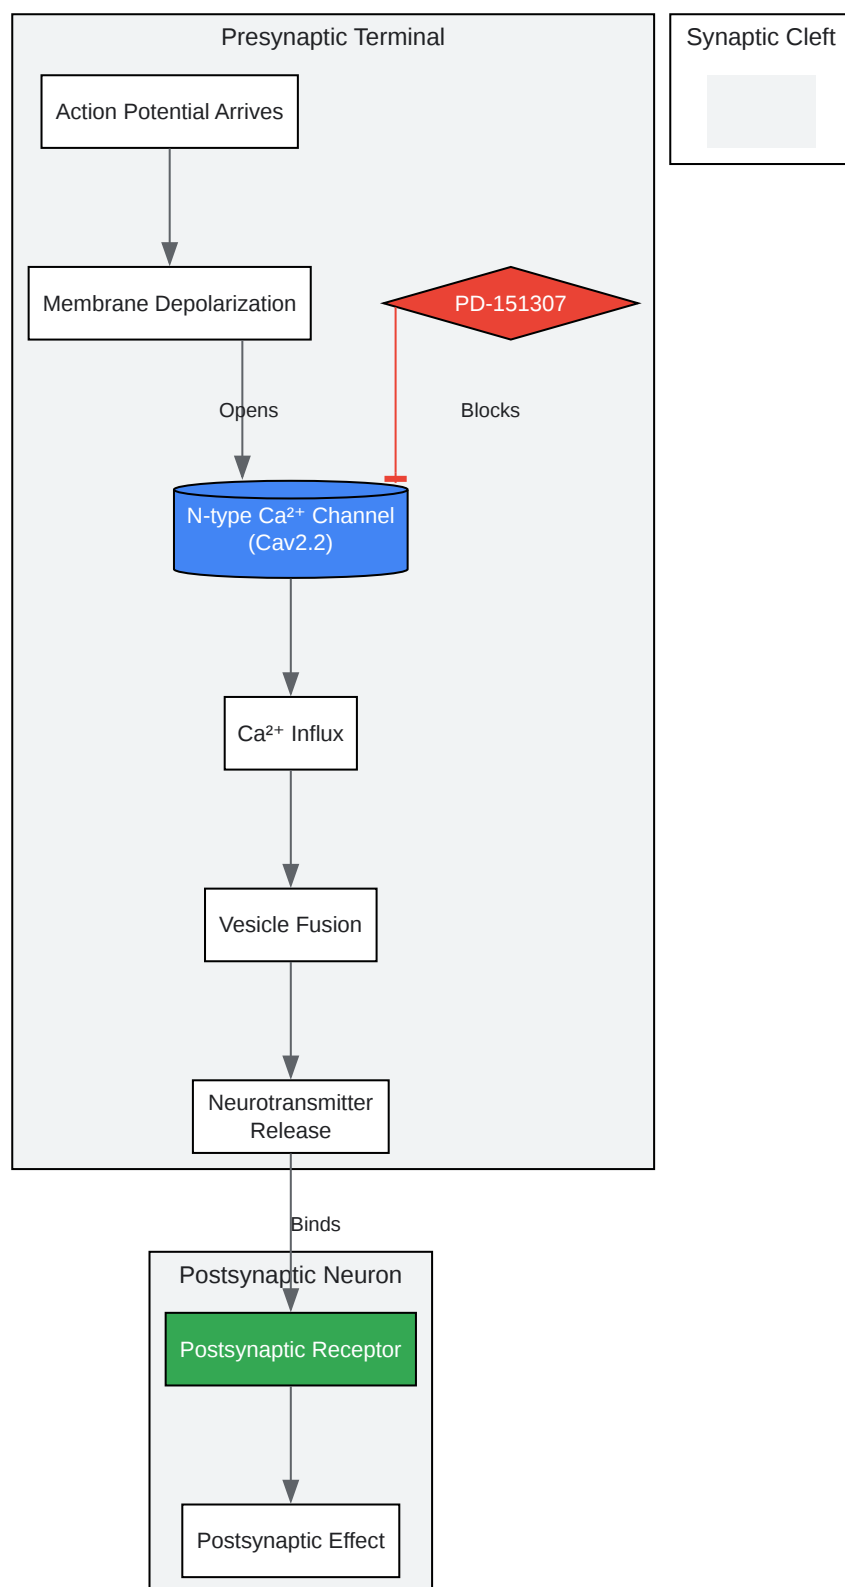 Presynaptic Terminal
Synaptic Cleft
Action Potential Arrives
Membrane Depolarization
PD-151307
Opens
Blocks
N-type Ca²⁺ Channel
(Cav2.2)
Ca²⁺ Influx
Vesicle Fusion
Neurotransmitter
Release
Binds
Postsynaptic Neuron
Postsynaptic Receptor
Postsynaptic Effect